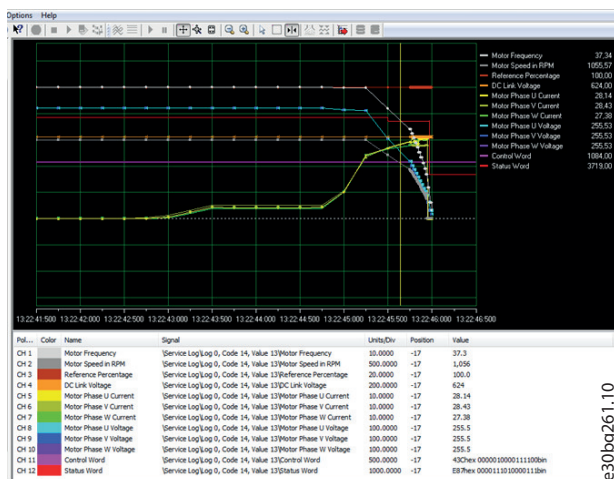 Options Help
Motor Frequency 37,34
Motor Speed in RPM 1055,57
Reference Percentage 100,00
DC Link Voltage 624,00
Motor Phase U Current 28,14
Motor Phase V Current 28,43
Motor Phase W Current 27,38
Motor Phase U Voltage 255,53
Motor Phase V Voltage 255,53
Motor Phase W Voltage 255,53
Control Word 1084,00
Status Word 3719,00
13:22:41:500 13:22:42:000 13:22:42:500 13:22:43:000 13:22:43:500 13:22:44:000 13:22:44:500 13:22:45:000 13:22:45:500 13:22:46:000 13:22:46:500
Pol... Color Name Signal Units/Div Position Value
CH 1 Motor Frequency \Service Log\Log 0, Code 14, Value 13\Motor Frequency 10.0000 -17 37.3
CH 2 Motor Speed in RPM \Service Log\Log 0, Code 14, Value 13\Motor Speed in RPM 500.0000 -17 1,056
CH 3 Reference Percentage \Service Log\Log 0, Code 14, Value 13\Reference Percentage 20.0000 -17 100.0
CH 4 DC Link Voltage \Service Log\Log 0, Code 14, Value 13\DC Link Voltage 200.0000 -17 624
CH 5 Motor Phase U Current \Service Log\Log 0, Code 14, Value 13\Motor Phase U Current 10.0000 -17 28.14
CH 6 Motor Phase V Current \Service Log\Log 0, Code 14, Value 13\Motor Phase V Current 10.0000 -17 28.43
CH 7 Motor Phase W Current \Service Log\Log 0, Code 14, Value 13\Motor Phase W Current 10.0000 -17 27.38
CH 8 Motor Phase U Voltage \Service Log\Log 0, Code 14, Value 13\Motor Phase U Voltage 100.0000 -17 255.5
CH 9 Motor Phase V Voltage \Service Log\Log 0, Code 14, Value 13\Motor Phase V Voltage 100.0000 -17 255.5
CH 10 Motor Phase W Voltage \Service Log\Log 0, Code 14, Value 13\Motor Phase W Voltage 100.0000 -17 255.5
CH 11 Control Word \Service Log\Log 0, Code 14, Value 13\Control Word 500.0000 -17 43Chex 0000010000111100bin
CH 12 Status Word \Service Log\Log 0, Code 14, Value 13\Status Word 1000.0000 -17 E87hex 0000111010000111bin
e30bg261.10